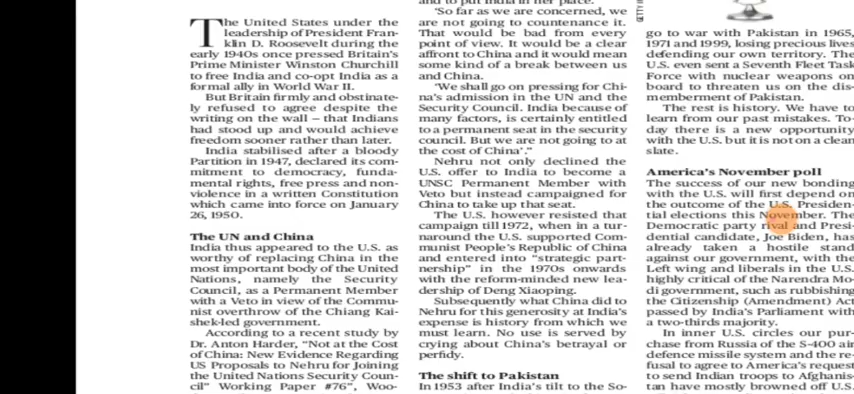 The United States under the
leadership of President Fran-
klin D. Roosevelt during the
early 1940s once pressed Britain's
Prime Minister Winston Churchill
to free India and co-opt India as a
formal ally in World War II.
But Britain firmly and obstinate-
ly refused to agree despite the
writing on the wall – that Indians
had stood up and would achieve
freedom sooner rather than later.
India stabilised after a bloody
Partition in 1947, declared its com-
mitment to democracy, funda-
mental rights, free press and non-
violence in a written Constitution
which came into force on January
26, 1950.
The UN and China
India thus appeared to the U.S. as
worthy of replacing China in the
most important body of the United
Nations, namely the Security
Council, as a Permanent Member
with a Veto in view of the Commu-
nist overthrow of the Chiang Kai-
shek-led government.
According to a recent study by
Dr. Anton Harder, "Not at the Cost
of China: New Evidence Regarding
US Proposals to Nehru for Joining
the United Nations Security Coun-
cil" Working Paper #76", Woo-
and to put India in her place.
'So far as we are concerned, we
are not going to countenance it.
That would be bad from every
point of view. It would be a clear
affront to China and it would mean
some kind of a break between us
and China.
'We shall go on pressing for Chi-
na's admission in the UN and the
Security Council. India because of
many factors, is certainly entitled
to a permanent seat in the security
council. But we are not going to at
the cost of China'."
Nehru not only declined the
U.S. offer to India to become a
UNSC Permanent Member with
Veto but instead campaigned for
China to take up that seat.
The U.S. however resisted that
campaign till 1972, when in a tur-
naround the U.S. supported Com-
munist People's Republic of China
and entered into "strategic part-
nership" in the 1970s onwards
with the reform-minded new lea-
dership of Deng Xiaoping.
Subsequently what China did to
Nehru for this generosity at India's
expense is history from which we
must learn. No use is served by
crying about China's betrayal or
perfidy.
The shift to Pakistan
In 1953 after India's tilt to the So-
GETTY I
go to war with Pakistan in 1965,
1971 and 1999, losing precious lives
defending our own territory. The
U.S. even sent a Seventh Fleet Task
Force with nuclear weapons on
board to threaten us on the dis-
memberment of Pakistan.
The rest is history. We have to
learn from our past mistakes. To-
day there is a new opportunity
with the U.S. but it is not on a clean
slate.
America's November poll
The success of our new bonding
with the U.S. will first depend on
the outcome of the U.S. Presiden-
tial elections this November. The
Democratic party rival and Presi-
dential candidate, Joe Biden, has
already taken a hostile stand
against our government, with the
Left wing and liberals in the U.S.
highly critical of the Narendra Mo-
di government, such as rubbishing
the Citizenship (Amendment) Act
passed by India's Parliament with
a two-thirds majority.
In inner U.S. circles our pur-
chase from Russia of the S-400 air
defence missile system and the re-
fusal to agree to America's request
to send Indian troops to Afghanis-
tan have mostly browned off U.S.